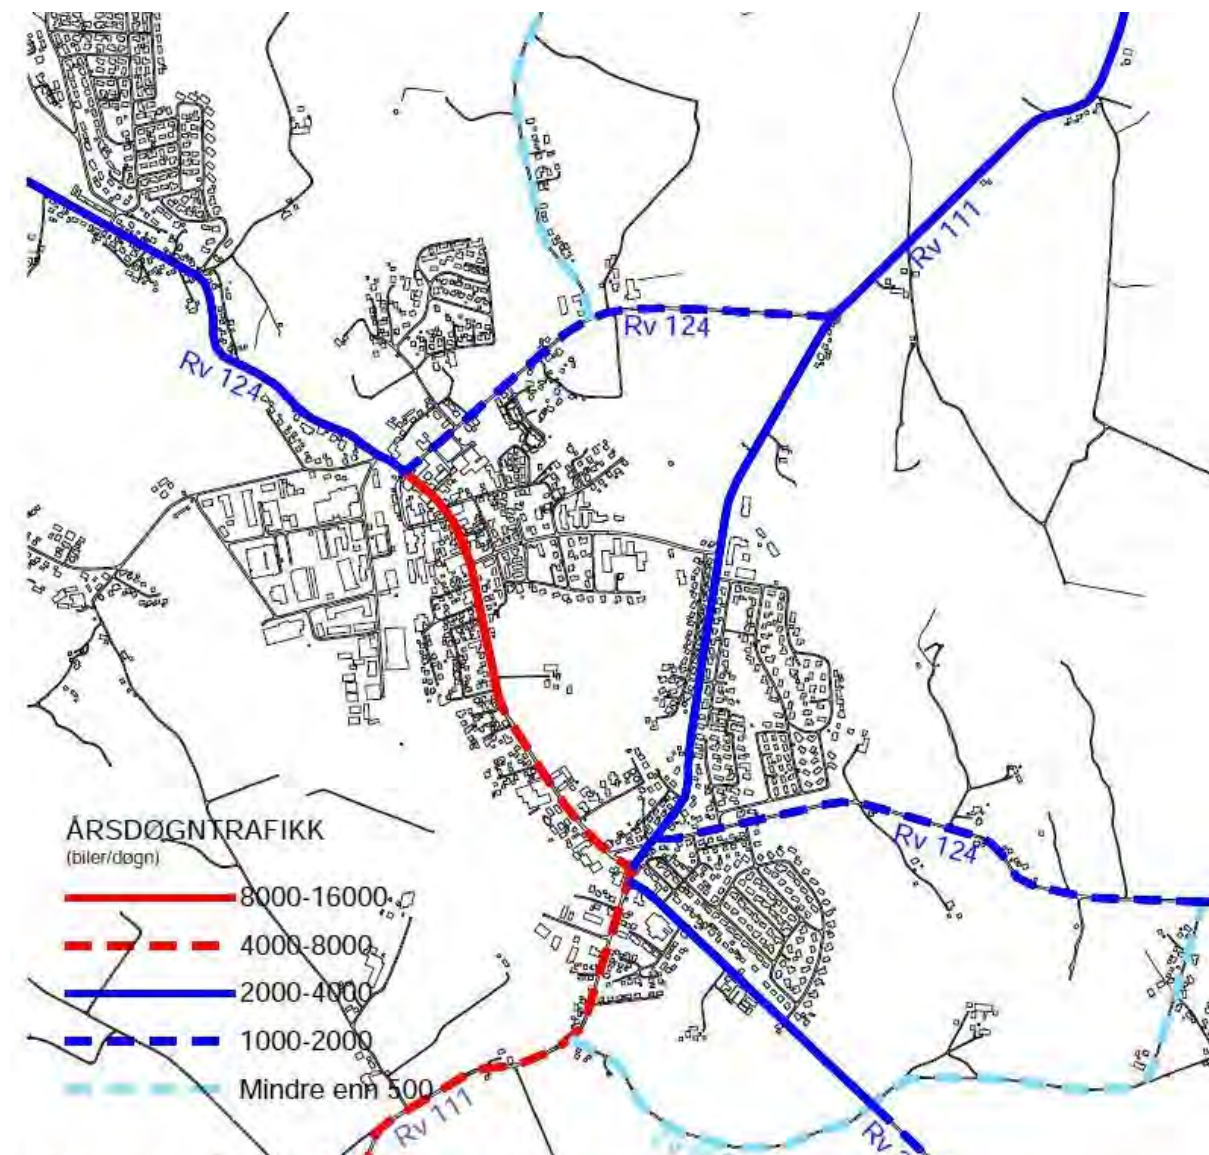 Rv 111
Rv 124
Rv 124
ÅRSDØGNTRAFIKK
(biler/døgn)
Rv 124
8000-16000
4000-8000
2000-4000
1000-2000
Mindre enn 500
Rv 111
Rv